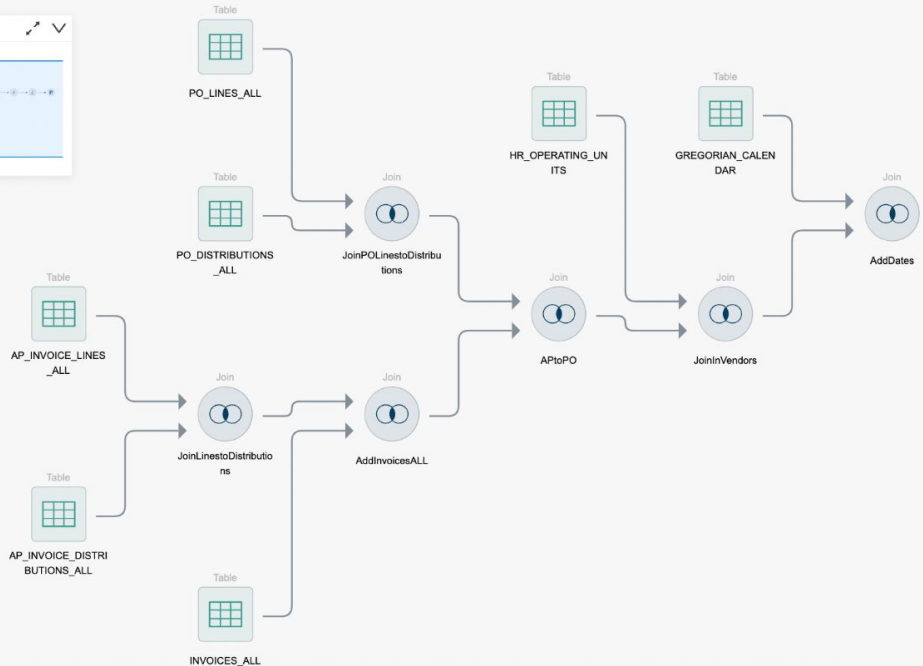 Table
PO_LINES_ALL
Table
HR_OPERATING_UN
ITS
Table
GREGORIAN_CALEN
DAR
Table
PO_DISTRIBUTIONS
_ALL
Join
JoinPOLinestoDistribu
tions
Join
AddDates
Table
AP_INVOICE_LINES
_ALL
Join
APtoPO
Join
JoinInVendors
Join
JoinLinestoDistributio
ns
Join
AddInvoicesALL
Table
AP_INVOICE_DISTRI
BUTIONS_ALL
Table
INVOICES_ALL